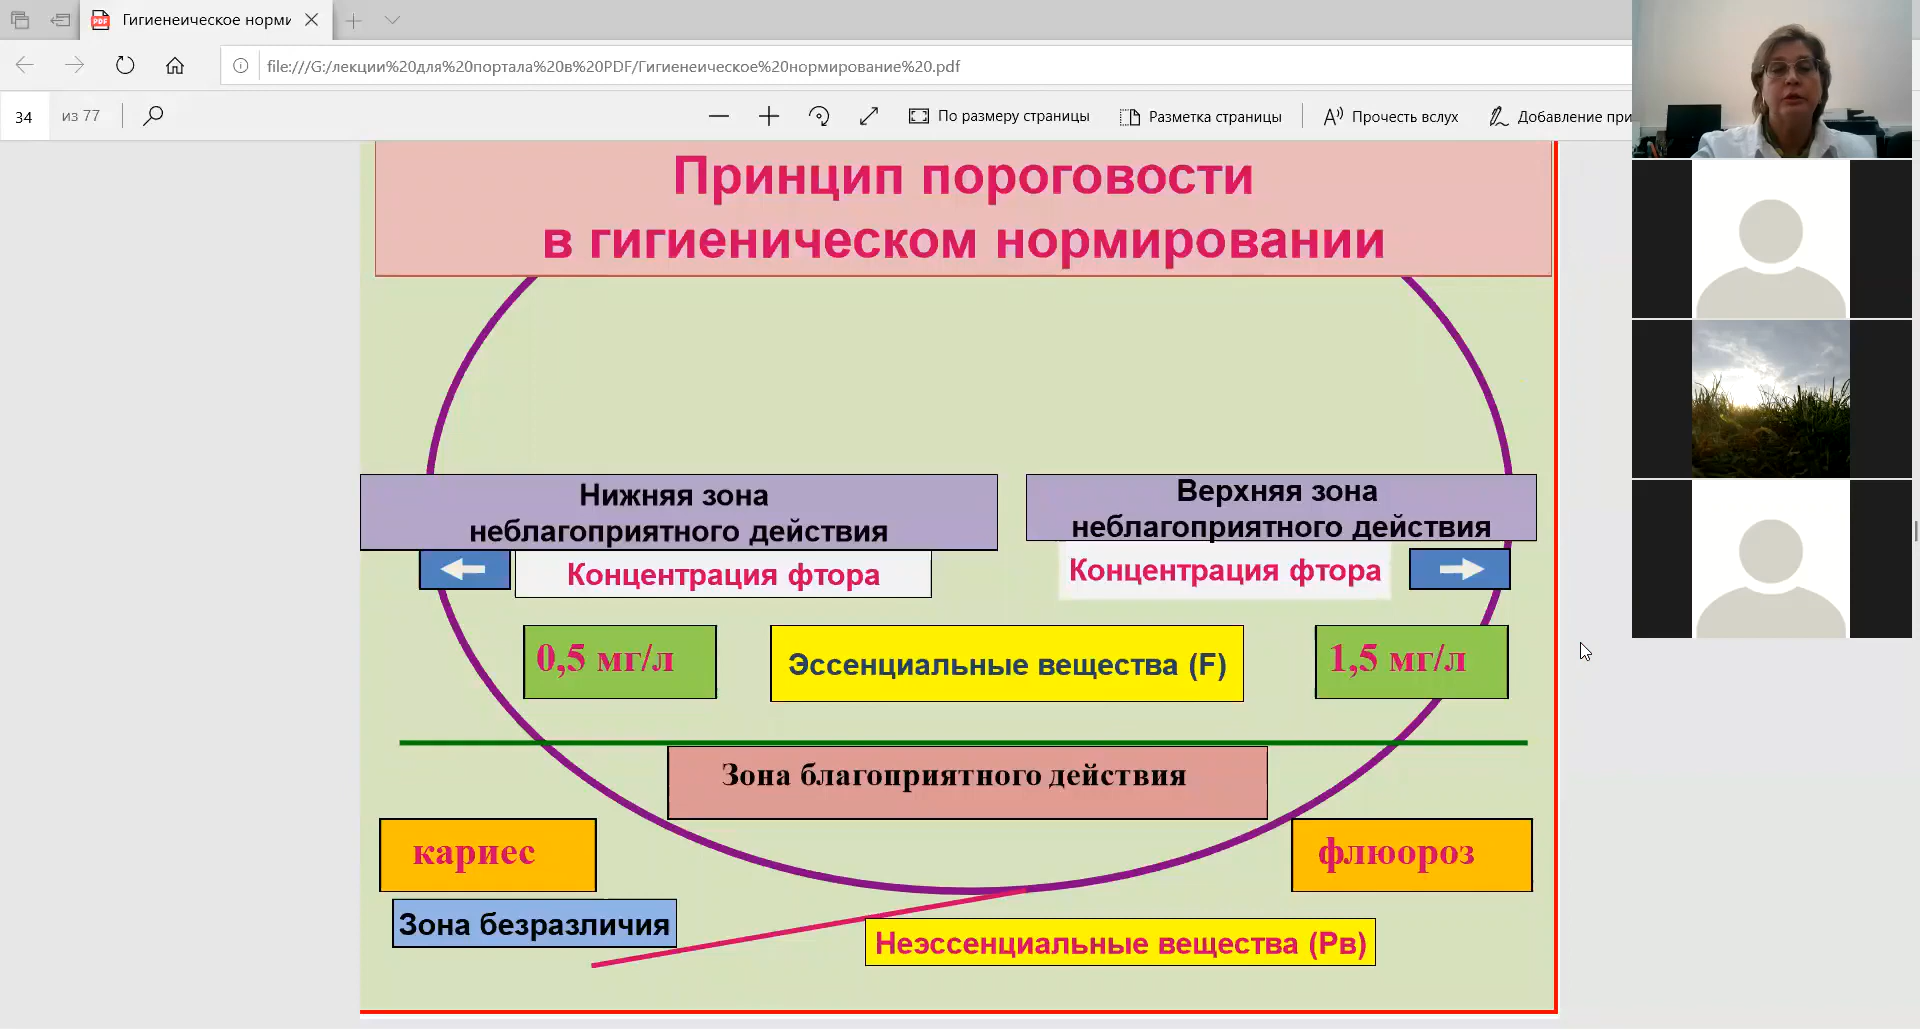 Гигиенеическое норми
file:///G:/лекции%20для%20портала%20в%20PDF/Гигиенеическое%20нормирование%20.pdf
34 из 77
По размеру страницы
Разметка страницы
Прочесть вслух
Добавление при
Принцип пороговости
в гигиеническом нормировании
Нижняя зона
неблагоприятного действия
Верхняя зона
неблагоприятного действия
Концентрация фтора
Концентрация фтора
0,5 мг/л
Эссенциальные вещества (F)
1,5 мг/л
Зона благоприятного действия
кариес
флюороз
Зона безразличия
Неэссенциальные вещества (Рв)